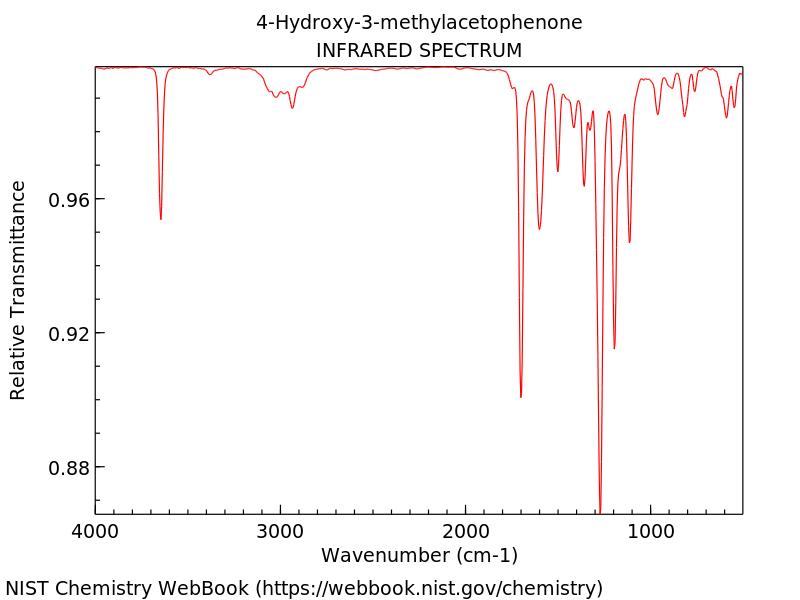 4-Hydroxy-3-methylacetophenone
INFRARED SPECTRUM
Relative Transmittance
0.96
0.92
0.88
4000 3000 2000 1000
Wavenumber (cm-1)
NIST Chemistry WebBook (https://webbook.nist.gov/chemistry)